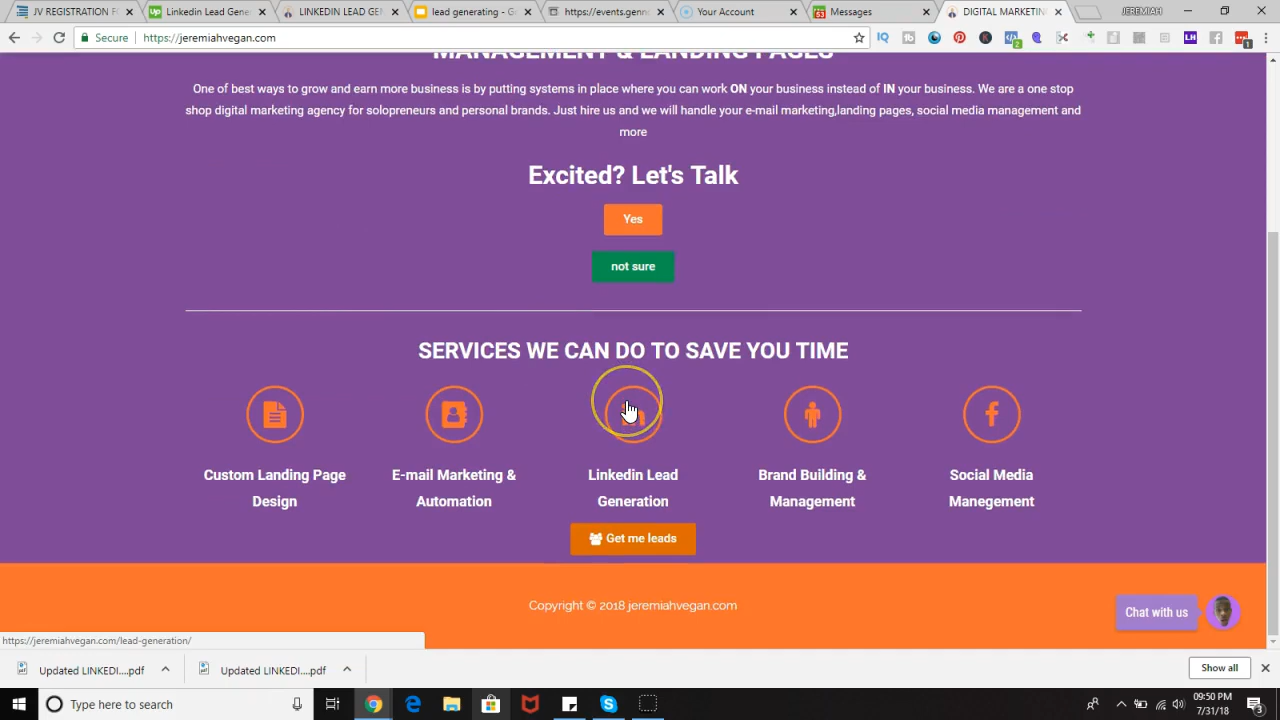 JV REGISTRATION F
Linkedin Lead Gene
LINKEDIN LEAD GEN
lead generating - G
https://events.genn
Your Account
53
Messages
DIGITAL MARKETIN
JEREMIAH
Secure
https://jeremiahvegan.com
MANAGEMENT & LANDING PAGES
One of best ways to grow and earn more business is by putting systems in place where you can work ON your business instead of IN your business. We are a one stop
shop digital marketing agency for solopreneurs and personal brands. Just hire us and we will handle your e-mail marketing,landing pages, social media management and
more
Excited? Let's Talk
Yes
not sure
SERVICES WE CAN DO TO SAVE YOU TIME
Custom Landing Page
Design
E-mail Marketing &
Automation
Linkedin Lead
Generation
Brand Building &
Management
Social Media
Manegement
Get me leads
Copyright © 2018 jeremiahvegan.com
Chat with us
https://jeremiahvegan.com/lead-generation/
Updated LINKEDI....pdf
Updated LINKEDI....pdf
Show all
Type here to search
09:50 PM
7/31/18